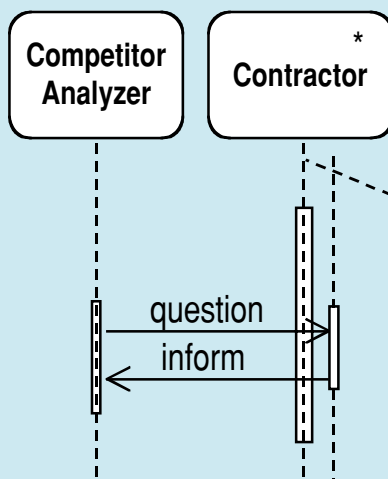 Competitor
Analyzer
*
Contractor
question
inform